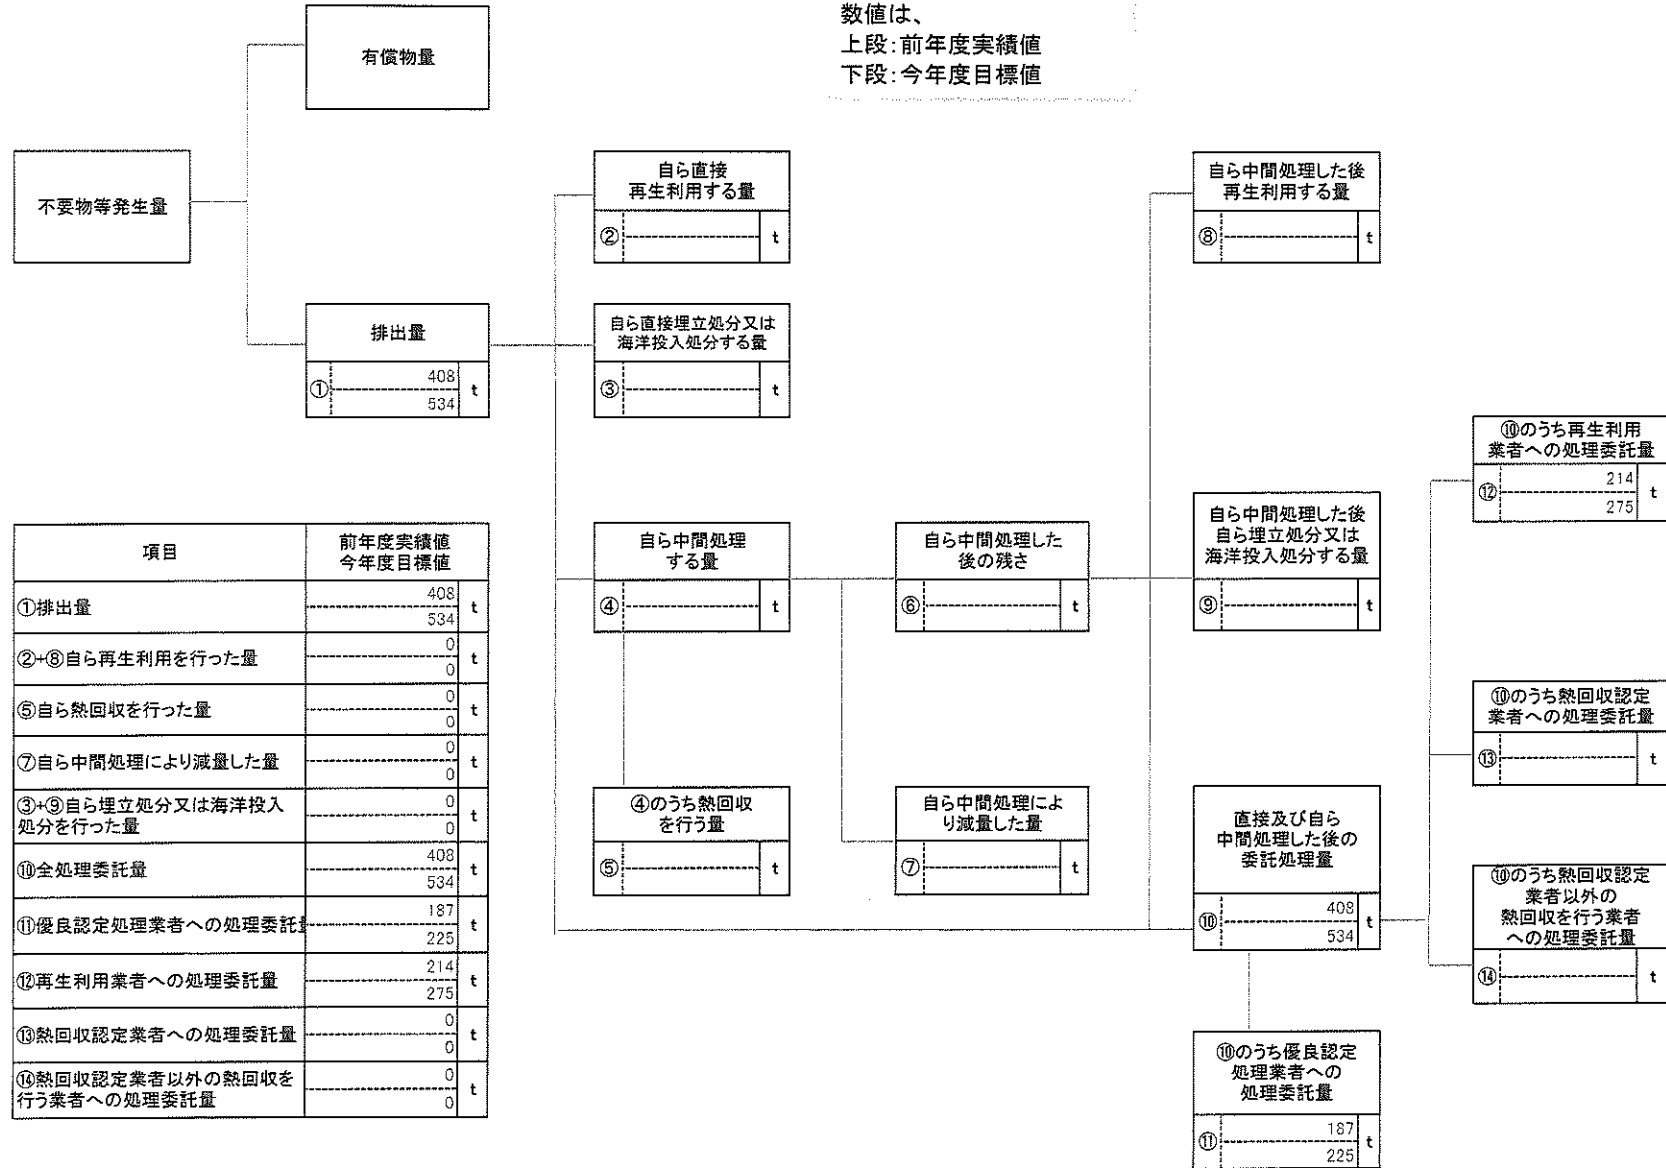 数値は、
上段:前年度実績値
下段:今年度目標値
有償物量
不要物等発生量
排出量
① 408 t
534
自ら直接
再生利用する量
② t
自ら直接埋立処分又は
海洋投入処分する量
③ t
自ら中間処理
する量
④ t
④のうち熱回収
を行う量
⑤ t
自ら中間処理した
後の残さ
⑥ t
自ら中間処理によ
り減量した量
⑦ t
自ら中間処理した後
再生利用する量
⑧ t
自ら中間処理した後
自ら埋立処分又は
海洋投入処分する量
⑨ t
直接及び自ら
中間処理した後の
委託処理量
⑩ 408 t
534
⑩のうち優良認定
処理業者への
処理委託量
⑪ 187 t
225
⑩のうち再生利用
業者への処理委託量
⑫ 214 t
275
⑩のうち熱回収認定
業者への処理委託量
⑬ t
⑩のうち熱回収認定
業者以外の
熱回収を行う業者
への処理委託量
⑭ t
項目 前年度実績値
今年度目標値
①排出量 408 t
534
②+⑧自ら再生利用を行った量 0 t
0
⑤自ら熱回収を行った量 0 t
0
⑦自ら中間処理により減量した量 0 t
0
③+⑨自ら埋立処分又は海洋投入
処分を行った量 0 t
0
⑩全処理委託量 408 t
534
⑪優良認定処理業者への処理委託 187 t
225
⑫再生利用業者への処理委託量 214 t
275
⑬熱回収認定業者への処理委託量 0 t
0
⑭熱回収認定業者以外の熱回収を
行う業者への処理委託量 0 t
0